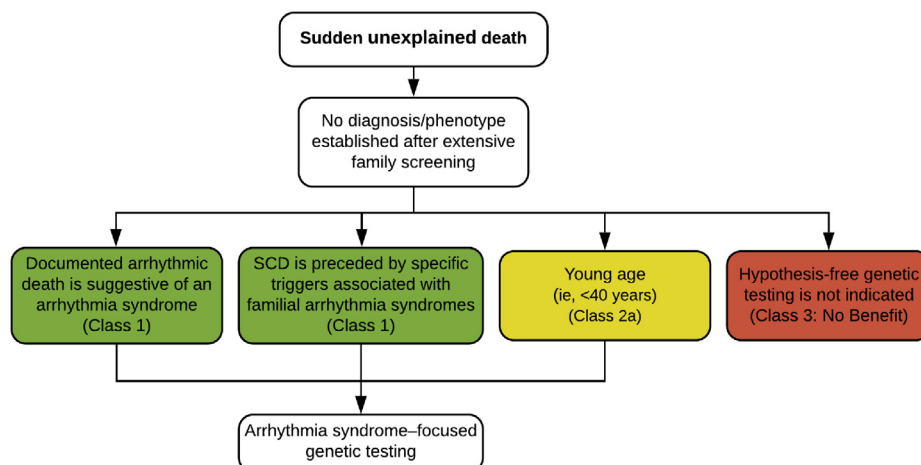 Sudden unexplained death
No diagnosis/phenotype
established after extensive
family screening
Documented arrhythmic
death is suggestive of an
arrhythmia syndrome
(Class 1)
SCD is preceded by specific
triggers associated with
familial arrhythmia syndromes
(Class 1)
Young age
(ie, <40 years)
(Class 2a)
Hypothesis-free genetic
testing is not indicated
(Class 3: No Benefit)
Arrhythmia syndrome–focused
genetic testing